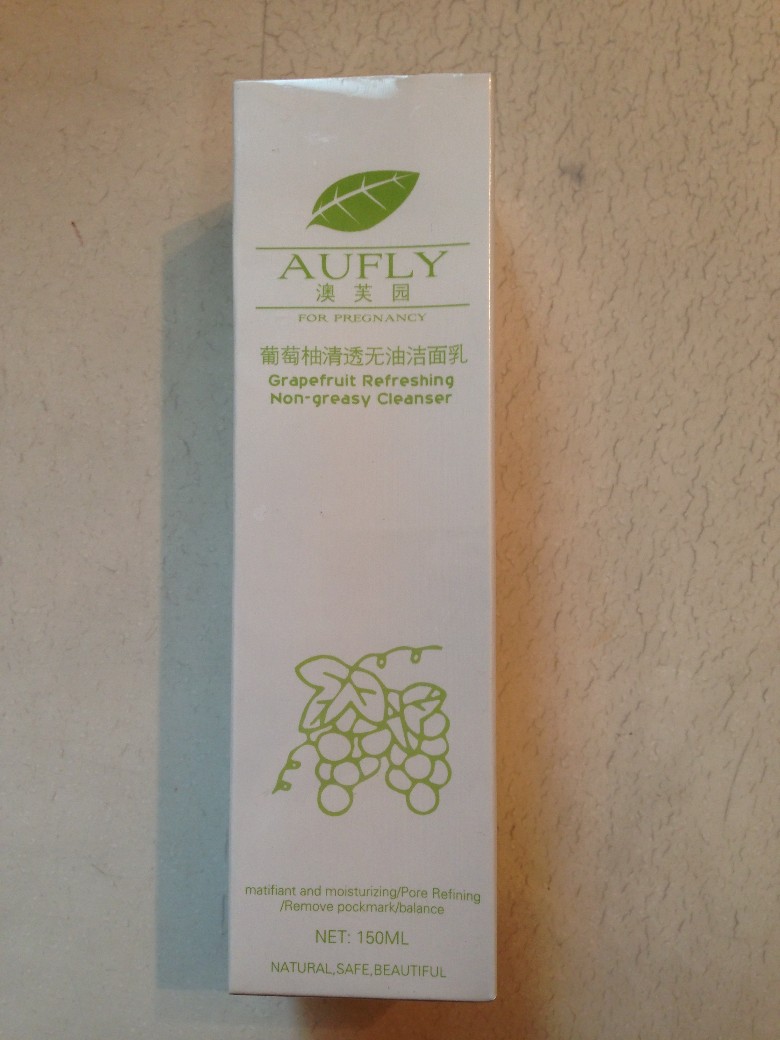 AUFLY
澳芙园
FOR PREGNANCY
葡萄柚清透无油洁面乳
Grapefruit Refreshing
Non-greasy Cleanser
matifiant and moisturizing/Pore Refining
/Remove pockmark/balance
NET: 150ML
NATURAL,SAFE,BEAUTIFUL